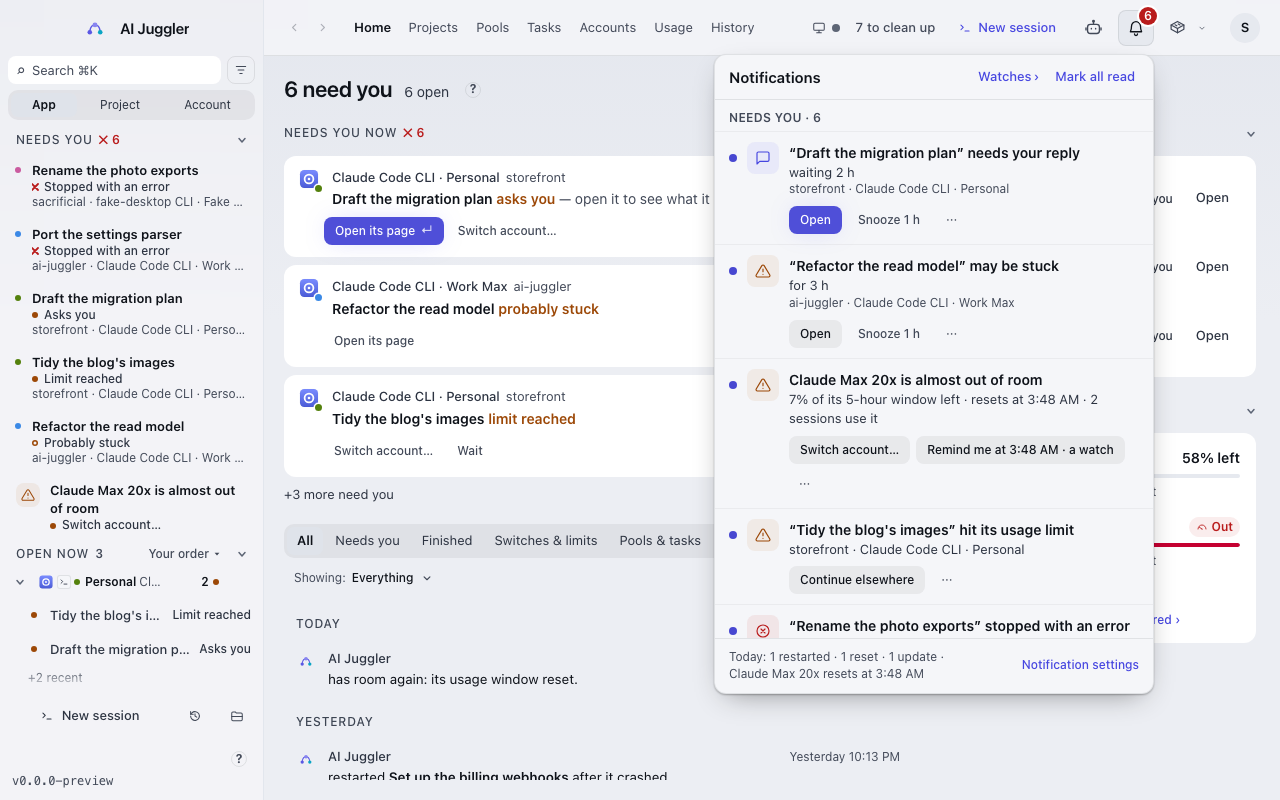 AI Juggler
Search ⌘K
App Project Account
NEEDS YOU 6
Rename the photo exports
Stopped with an error
sacrificial · fake-desktop CLI · Fake ...
Port the settings parser
Stopped with an error
ai-juggler · Claude Code CLI · Work ...
Draft the migration plan
Asks you
storefront · Claude Code CLI · Perso...
Tidy the blog's images
Limit reached
storefront · Claude Code CLI · Perso...
Refactor the read model
Probably stuck
ai-juggler · Claude Code CLI · Work ...
Claude Max 20x is almost out
of room
Switch account...
OPEN NOW 3 Your order
Personal Cl... 2
Tidy the blog's i... Limit reached
Draft the migration p... Asks you
+2 recent
New session
?
v0.0.0-preview
Home Projects Pools Tasks Accounts Usage History
7 to clean up New session 6 S
6 need you 6 open ?
NEEDS YOU NOW 6
Claude Code CLI · Personal storefront
Draft the migration plan asks you — open it to see what it
Open its page ↵ Switch account...
Claude Code CLI · Work Max ai-juggler
Refactor the read model probably stuck
Open its page
Claude Code CLI · Personal storefront
Tidy the blog's images limit reached
Switch account... Wait
+3 more need you
All Needs you Finished Switches & limits Pools & tasks
Showing: Everything
TODAY
AI Juggler
has room again: its usage window reset.
YESTERDAY
AI Juggler Yesterday 10:13 PM
restarted Set up the billing webhooks after it crashed
Notifications Watches › Mark all read
NEEDS YOU · 6
“Draft the migration plan” needs your reply
waiting 2 h
storefront · Claude Code CLI · Personal
Open Snooze 1 h ...
“Refactor the read model” may be stuck
for 3 h
ai-juggler · Claude Code CLI · Work Max
Open Snooze 1 h ...
Claude Max 20x is almost out of room
7% of its 5-hour window left · resets at 3:48 AM · 2
sessions use it
Switch account... Remind me at 3:48 AM · a watch
...
“Tidy the blog's images” hit its usage limit
storefront · Claude Code CLI · Personal
Continue elsewhere ...
“Rename the photo exports” stopped with an error
Today: 1 restarted · 1 reset · 1 update ·
Claude Max 20x resets at 3:48 AM
Notification settings
you Open
you Open
you Open
58% left
Out
red ›